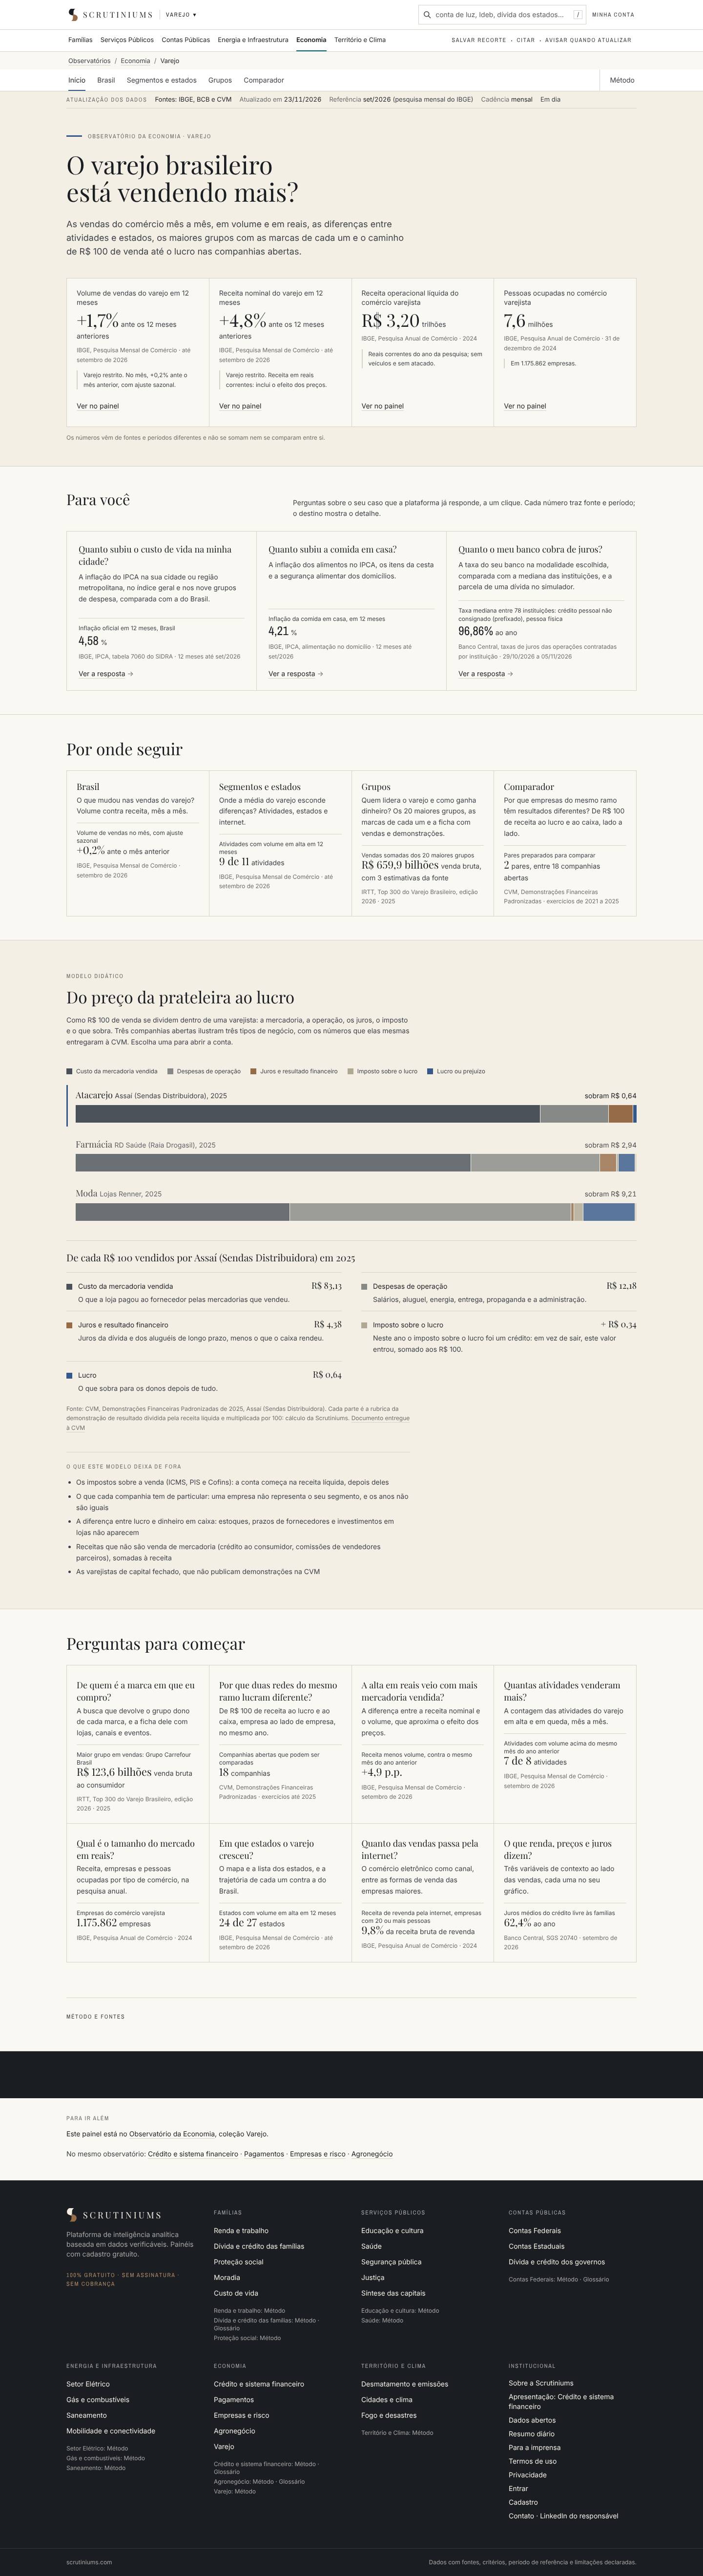 SCRUTINIUMS
VAREJO ▾
conta de luz, Ideb, dívida dos estados...
/
MINHA CONTA
Famílias
Serviços Públicos
Contas Públicas
Energia e Infraestrutura
Economia
Território e Clima
SALVAR RECORTE • CITAR • AVISAR QUANDO ATUALIZAR
Observatórios / Economia / Varejo
Início
Brasil
Segmentos e estados
Grupos
Comparador
Método
ATUALIZAÇÃO DOS DADOS Fontes: IBGE, BCB e CVM Atualizado em 23/11/2026 Referência set/2026 (pesquisa mensal do IBGE) Cadência mensal Em dia
OBSERVATÓRIO DA ECONOMIA · VAREJO
O varejo brasileiro
está vendendo mais?
As vendas do comércio mês a mês, em volume e em reais, as diferenças entre
atividades e estados, os maiores grupos com as marcas de cada um e o caminho
de R$ 100 de venda até o lucro nas companhias abertas.
Volume de vendas do varejo em 12
meses
+1,7% ante os 12 meses
anteriores
IBGE, Pesquisa Mensal de Comércio · até
setembro de 2026
Varejo restrito. No mês, +0,2% ante o
mês anterior, com ajuste sazonal.
Ver no painel
Receita nominal do varejo em 12
meses
+4,8% ante os 12 meses
anteriores
IBGE, Pesquisa Mensal de Comércio · até
setembro de 2026
Varejo restrito. Receita em reais
correntes: inclui o efeito dos preços.
Ver no painel
Receita operacional líquida do
comércio varejista
R$ 3,20 trilhões
IBGE, Pesquisa Anual de Comércio · 2024
Reais correntes do ano da pesquisa; sem
veículos e sem atacado.
Ver no painel
Pessoas ocupadas no comércio
varejista
7,6 milhões
IBGE, Pesquisa Anual de Comércio · 31 de
dezembro de 2024
Em 1.175.862 empresas.
Ver no painel
Os números vêm de fontes e períodos diferentes e não se somam nem se comparam entre si.
Para você
Perguntas sobre o seu caso que a plataforma já responde, a um clique. Cada número traz fonte e período;
o destino mostra o detalhe.
Quanto subiu o custo de vida na minha
cidade?
A inflação do IPCA na sua cidade ou região
metropolitana, no índice geral e nos nove grupos
de despesa, comparada com a do Brasil.
Inflação oficial em 12 meses, Brasil
4,58 %
IBGE, IPCA, tabela 7060 do SIDRA · 12 meses até set/2026
Ver a resposta →
Quanto subiu a comida em casa?
A inflação dos alimentos no IPCA, os itens da cesta
e a segurança alimentar dos domicílios.
Inflação da comida em casa, em 12 meses
4,21 %
IBGE, IPCA, alimentação no domicílio · 12 meses até
set/2026
Ver a resposta →
Quanto o meu banco cobra de juros?
A taxa do seu banco na modalidade escolhida,
comparada com a mediana das instituições, e a
parcela de uma dívida no simulador.
Taxa mediana entre 78 instituições: crédito pessoal não
consignado (prefixado), pessoa física
96,86% ao ano
Banco Central, taxas de juros das operações contratadas
por instituição · 29/10/2026 a 05/11/2026
Ver a resposta →
Por onde seguir
Brasil
O que mudou nas vendas do varejo?
Volume contra receita, mês a mês.
Volume de vendas no mês, com ajuste
sazonal
+0,2% ante o mês anterior
IBGE, Pesquisa Mensal de Comércio ·
setembro de 2026
Segmentos e estados
Onde a média do varejo esconde
diferenças? Atividades, estados e
internet.
Atividades com volume em alta em 12
meses
9 de 11 atividades
IBGE, Pesquisa Mensal de Comércio · até
setembro de 2026
Grupos
Quem lidera o varejo e como ganha
dinheiro? Os 20 maiores grupos, as
marcas de cada um e a ficha com
vendas e demonstrações.
Vendas somadas dos 20 maiores grupos
R$ 659,9 bilhões venda bruta,
com 3 estimativas da fonte
IRTT, Top 300 do Varejo Brasileiro, edição
2026 · 2025
Comparador
Por que empresas do mesmo ramo
têm resultados diferentes? De R$ 100
de receita ao lucro e ao caixa, lado a
lado.
Pares preparados para comparar
2 pares, entre 18 companhias
abertas
CVM, Demonstrações Financeiras
Padronizadas · exercícios de 2021 a 2025
MODELO DIDÁTICO
Do preço da prateleira ao lucro
Como R$ 100 de venda se dividem dentro de uma varejista: a mercadoria, a operação, os juros, o imposto
e o que sobra. Três companhias abertas ilustram três tipos de negócio, com os números que elas mesmas
entregaram à CVM. Escolha uma para abrir a conta.
Custo da mercadoria vendida
Despesas de operação
Juros e resultado financeiro
Imposto sobre o lucro
Lucro ou prejuízo
Atacarejo Assaí (Sendas Distribuidora), 2025
sobram R$ 0,64
Farmácia RD Saúde (Raia Drogasil), 2025
sobram R$ 2,94
Moda Lojas Renner, 2025
sobram R$ 9,21
De cada R$ 100 vendidos por Assaí (Sendas Distribuidora) em 2025
Custo da mercadoria vendida R$ 83,13
O que a loja pagou ao fornecedor pelas mercadorias que vendeu.
Despesas de operação R$ 12,18
Salários, aluguel, energia, entrega, propaganda e a administração.
Juros e resultado financeiro R$ 4,38
Juros da dívida e dos aluguéis de longo prazo, menos o que o caixa rendeu.
Imposto sobre o lucro + R$ 0,34
Neste ano o imposto sobre o lucro foi um crédito: em vez de sair, este valor
entrou, somado aos R$ 100.
Lucro R$ 0,64
O que sobra para os donos depois de tudo.
Fonte: CVM, Demonstrações Financeiras Padronizadas de 2025, Assaí (Sendas Distribuidora). Cada parte é a rubrica da
demonstração de resultado dividida pela receita líquida e multiplicada por 100: cálculo da Scrutiniums. Documento entregue
à CVM
O QUE ESTE MODELO DEIXA DE FORA
• Os impostos sobre a venda (ICMS, PIS e Cofins): a conta começa na receita líquida, depois deles
• O que cada companhia tem de particular: uma empresa não representa o seu segmento, e os anos não
são iguais
• A diferença entre lucro e dinheiro em caixa: estoques, prazos de fornecedores e investimentos em
lojas não aparecem
• Receitas que não são venda de mercadoria (crédito ao consumidor, comissões de vendedores
parceiros), somadas à receita
• As varejistas de capital fechado, que não publicam demonstrações na CVM
Perguntas para começar
De quem é a marca em que eu
compro?
A busca que devolve o grupo dono
de cada marca, e a ficha dele com
lojas, canais e eventos.
Maior grupo em vendas: Grupo Carrefour
Brasil
R$ 123,6 bilhões venda bruta
ao consumidor
IRTT, Top 300 do Varejo Brasileiro, edição
2026 · 2025
Por que duas redes do mesmo
ramo lucram diferente?
De R$ 100 de receita ao lucro e ao
caixa, empresa ao lado de empresa,
no mesmo ano.
Companhias abertas que podem ser
comparadas
18 companhias
CVM, Demonstrações Financeiras
Padronizadas · exercícios até 2025
A alta em reais veio com mais
mercadoria vendida?
A diferença entre a receita nominal e
o volume, que aproxima o efeito dos
preços.
Receita menos volume, contra o mesmo
mês do ano anterior
+4,9 p.p.
IBGE, Pesquisa Mensal de Comércio ·
setembro de 2026
Quantas atividades venderam
mais?
A contagem das atividades do varejo
em alta e em queda, mês a mês.
Atividades com volume acima do mesmo
mês do ano anterior
7 de 8 atividades
IBGE, Pesquisa Mensal de Comércio ·
setembro de 2026
Qual é o tamanho do mercado
em reais?
Receita, empresas e pessoas
ocupadas por tipo de comércio, na
pesquisa anual.
Empresas do comércio varejista
1.175.862 empresas
IBGE, Pesquisa Anual de Comércio · 2024
Em que estados o varejo
cresceu?
O mapa e a lista dos estados, e a
trajetória de cada um contra a do
Brasil.
Estados com volume em alta em 12 meses
24 de 27 estados
IBGE, Pesquisa Mensal de Comércio · até
setembro de 2026
Quanto das vendas passa pela
internet?
O comércio eletrônico como canal,
entre as formas de venda das
empresas maiores.
Receita de revenda pela internet, empresas
com 20 ou mais pessoas
9,8% da receita bruta de revenda
IBGE, Pesquisa Anual de Comércio · 2024
O que renda, preços e juros
dizem?
Três variáveis de contexto ao lado
das vendas, cada uma no seu
gráfico.
Juros médios do crédito livre às famílias
62,4% ao ano
Banco Central, SGS 20740 · setembro de
2026
MÉTODO E FONTES
PARA IR ALÉM
Este painel está no Observatório da Economia, coleção Varejo.
No mesmo observatório: Crédito e sistema financeiro · Pagamentos · Empresas e risco · Agronegócio
SCRUTINIUMS
Plataforma de inteligência analítica
baseada em dados verificáveis. Painéis
com cadastro gratuito.
100% GRATUITO · SEM ASSINATURA ·
SEM COBRANÇA
FAMÍLIAS
Renda e trabalho
Dívida e crédito das famílias
Proteção social
Moradia
Custo de vida
Renda e trabalho: Método
Dívida e crédito das famílias: Método ·
Glossário
Proteção social: Método
SERVIÇOS PÚBLICOS
Educação e cultura
Saúde
Segurança pública
Justiça
Síntese das capitais
Educação e cultura: Método
Saúde: Método
CONTAS PÚBLICAS
Contas Federais
Contas Estaduais
Dívida e crédito dos governos
Contas Federais: Método · Glossário
ENERGIA E INFRAESTRUTURA
Setor Elétrico
Gás e combustíveis
Saneamento
Mobilidade e conectividade
Setor Elétrico: Método
Gás e combustíveis: Método
Saneamento: Método
ECONOMIA
Crédito e sistema financeiro
Pagamentos
Empresas e risco
Agronegócio
Varejo
Crédito e sistema financeiro: Método ·
Glossário
Agronegócio: Método · Glossário
Varejo: Método
TERRITÓRIO E CLIMA
Desmatamento e emissões
Cidades e clima
Fogo e desastres
Território e Clima: Método
INSTITUCIONAL
Sobre a Scrutiniums
Apresentação: Crédito e sistema
financeiro
Dados abertos
Resumo diário
Para a imprensa
Termos de uso
Privacidade
Entrar
Cadastro
Contato · LinkedIn do responsável
scrutiniums.com
Dados com fontes, critérios, período de referência e limitações declaradas.